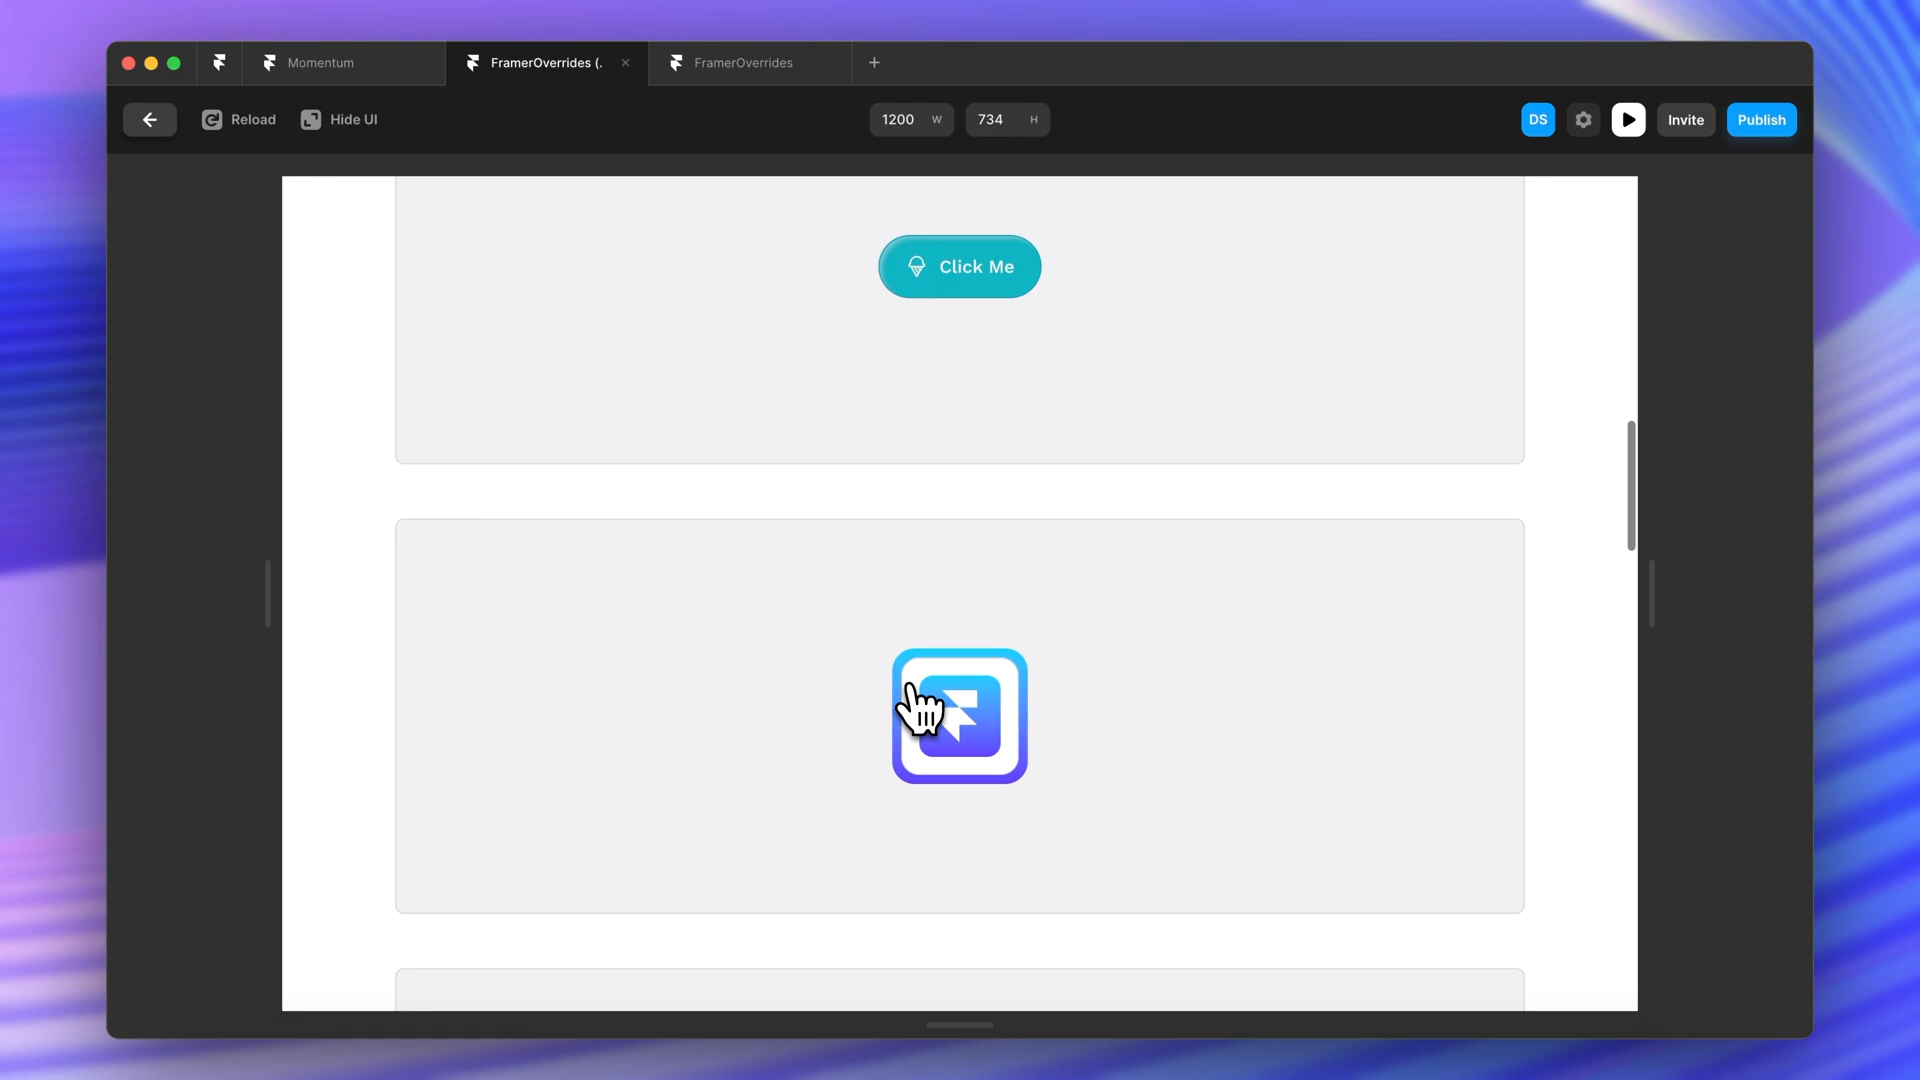 Momentum
FramerOverrides (.
FramerOverrides
Reload
Hide UI
1200 W
734 H
DS
Invite
Publish
Click Me